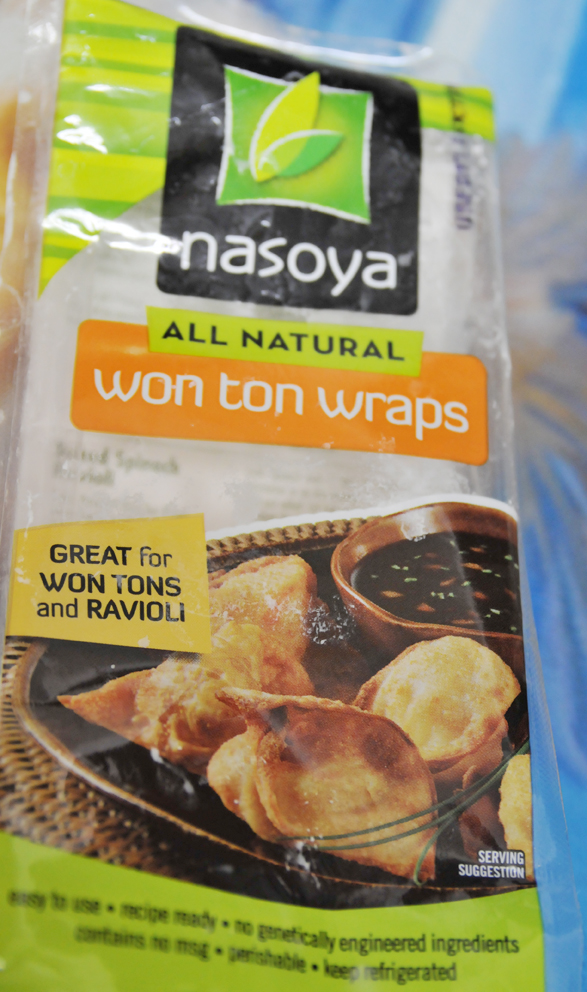 nasoya
ALL NATURAL
won ton wraps
GREAT for
WON TONS
and RAVIOLI
SERVING
SUGGESTION
easy to use • recipe ready • no genetically engineered ingredients
contains no msg • perishable • keep refrigerated